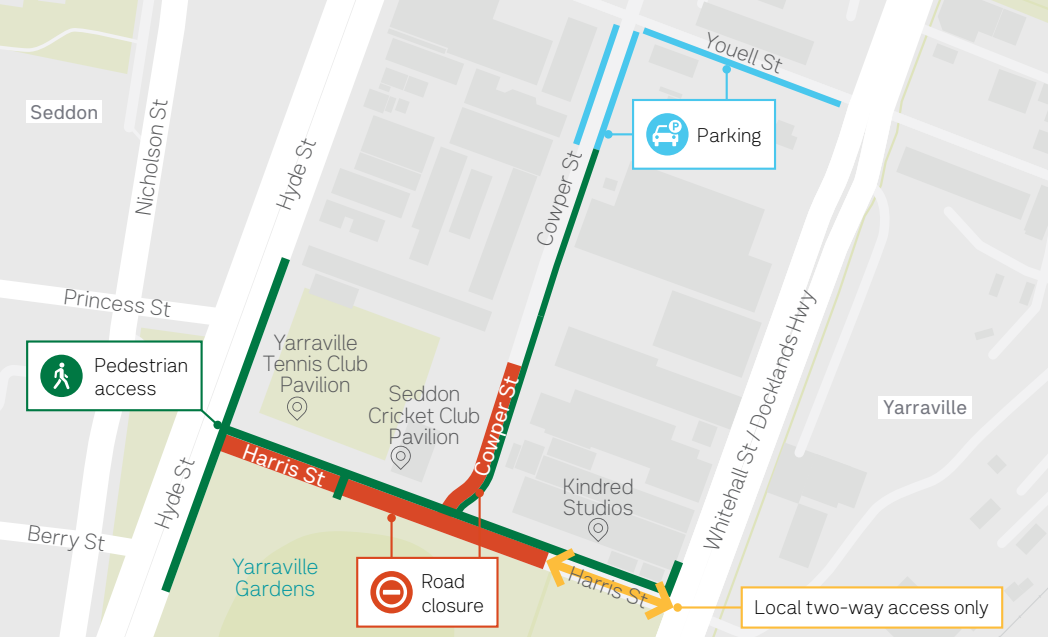 Youell St
P
Parking
Seddon
Nicholson St
Hyde St
Cowper St
Princess St
Whitehall St / Docklands Hwy
Yarraville
Tennis Club
Pavilion
Pedestrian
access
Seddon
Cricket Club
Pavilion
Cowper St
Yarraville
Harris St
Hyde St
Kindred
Studios
Berry St
Yarraville
Gardens
Road
closure
Harris St
Local two-way access only